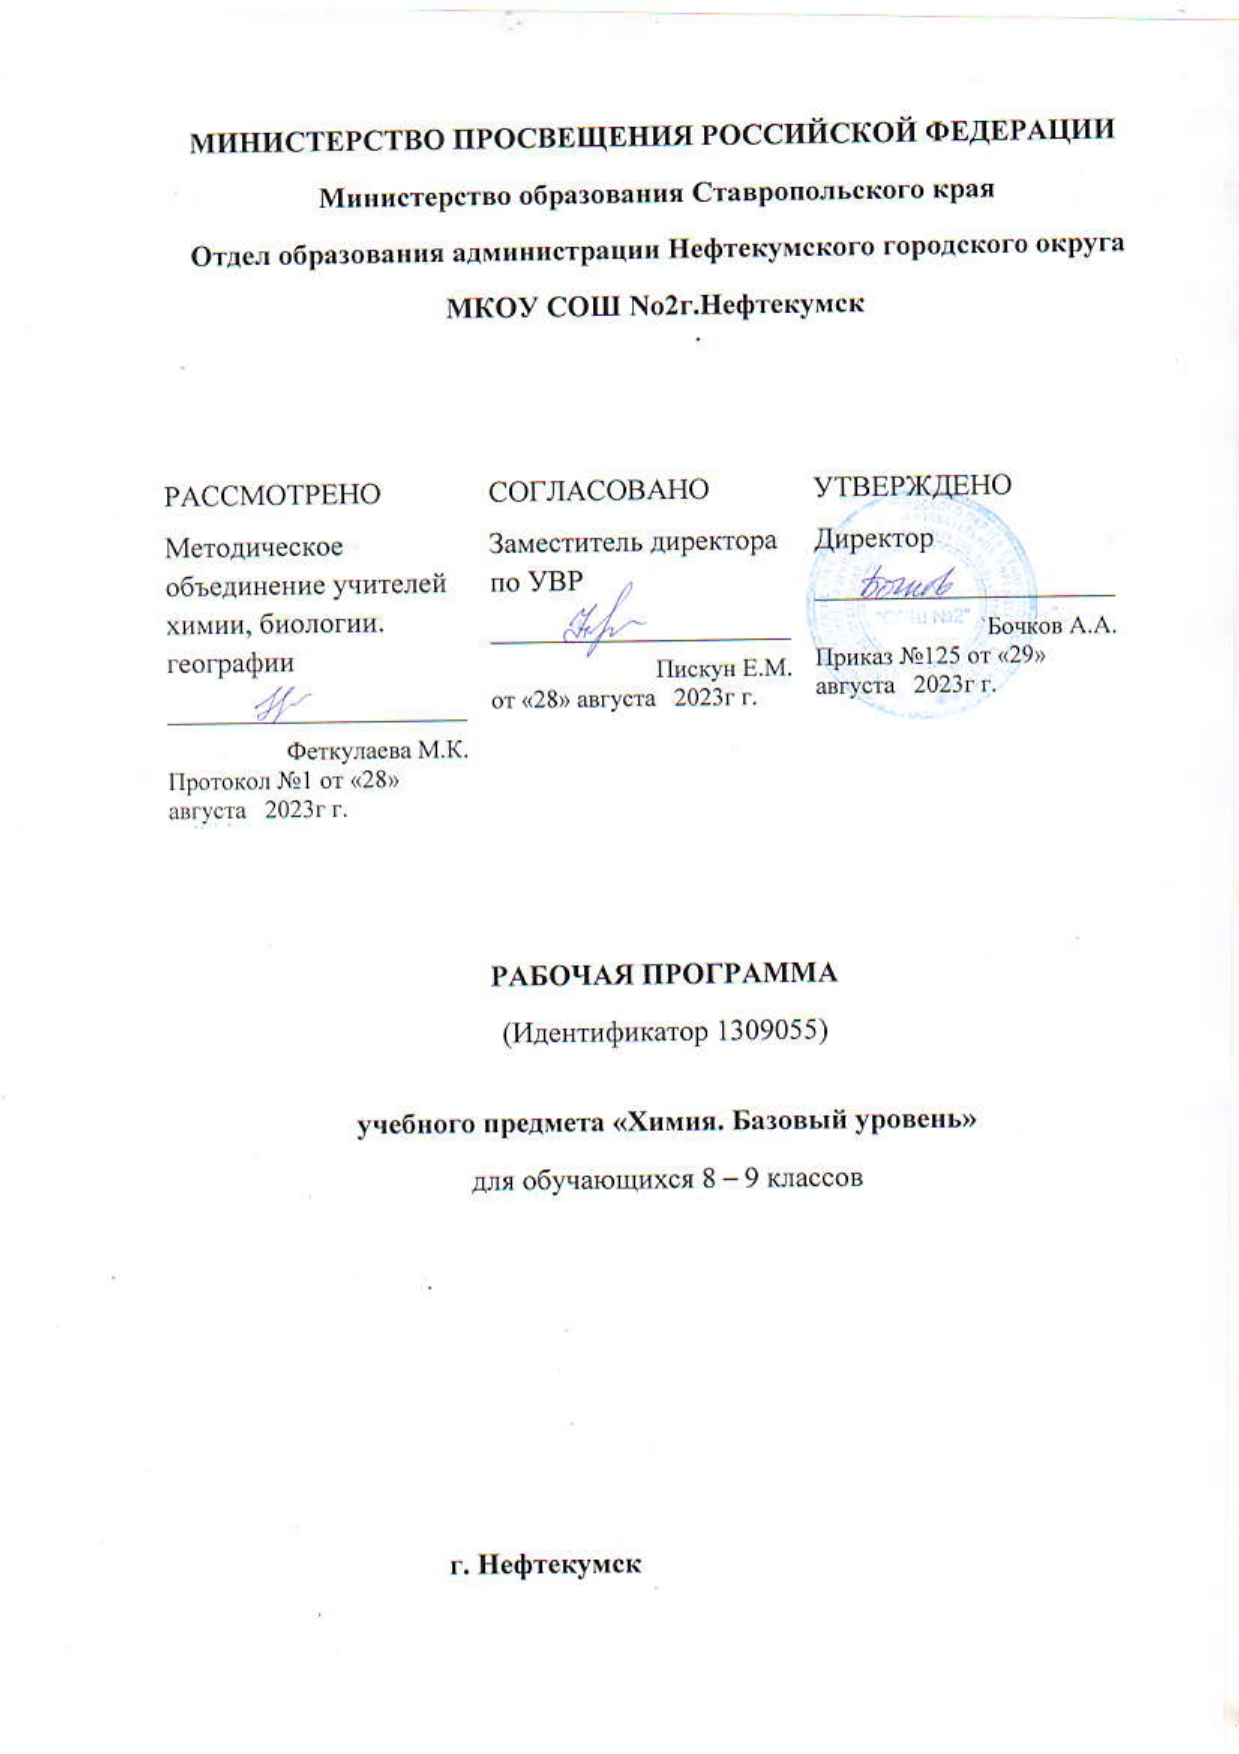 МИНИСТЕРСТВО ПРОСВЕЩЕНИЯ РОССИЙСКОЙ ФЕДЕРАЦИИ
Министерство образования Ставропольского края
Отдел образования администрации Нефтекумского городского округа
МКОУ СОШ No2г.Нефтекумск
РАССМОТРЕНО
Методическое
объединение учителей
химии, биологии.
географии
Феткулаева М.К.
Протокол №1 от «28»
августа 2023г г.
СОГЛАСОВАНО
Заместитель директора
по УВР
Пискун Е.М.
от «28» августа 2023г г.
УТВЕРЖДЕНО
Директор
"СОШ №2"
Бочков А.А.
Приказ №125 от «29»
августа 2023г г.
РАБОЧАЯ ПРОГРАММА
(Идентификатор 1309055)
учебного предмета «Химия. Базовый уровень»
для обучающихся 8 – 9 классов
г. Нефтекумск